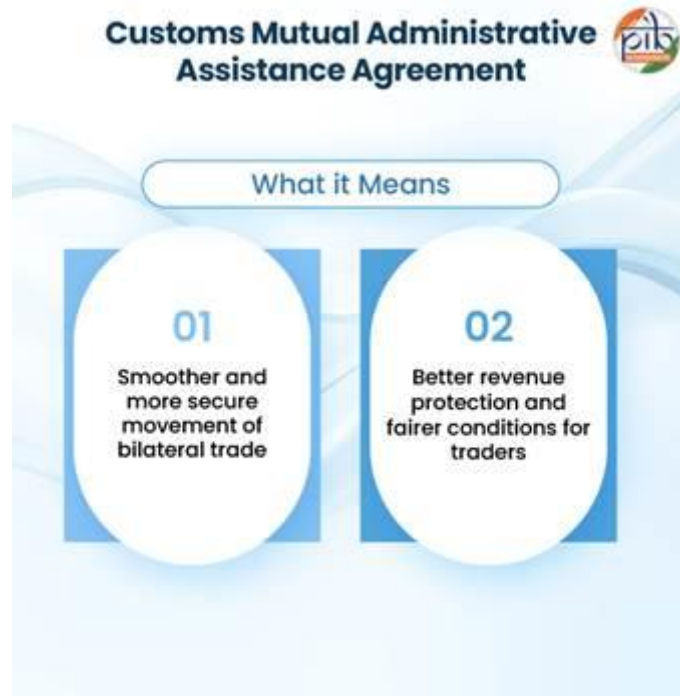 Customs Mutual Administrative
Assistance Agreement
pib
What it Means
01
Smoother and
more secure
movement of
bilateral trade
02
Better revenue
protection and
fairer conditions for
traders